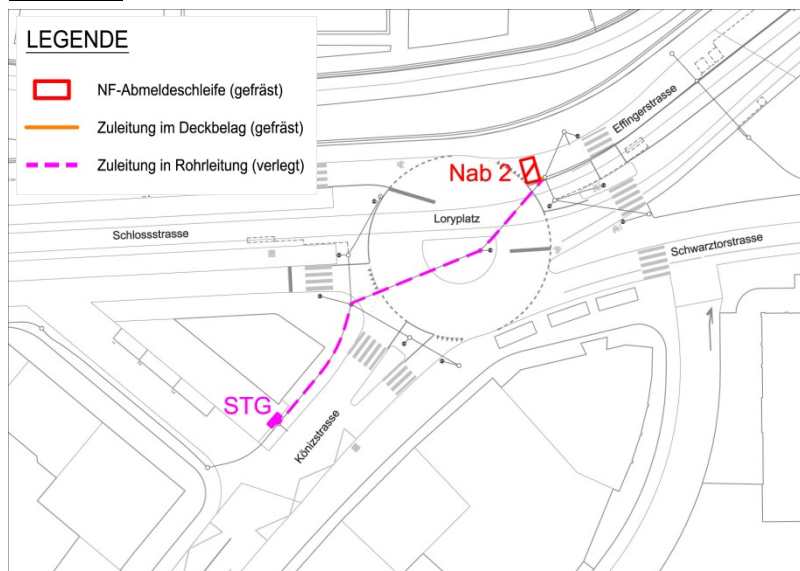 LEGENDE
NF-Abmeldeschleife (gefräst)
Zuleitung im Deckbelag (gefräst)
Zuleitung in Rohrleitung (verlegt)
Effingerstrasse
Nab 2
Loryplatz
Schlossstrasse
Schwarztorstrasse
STG
Könizstrasse